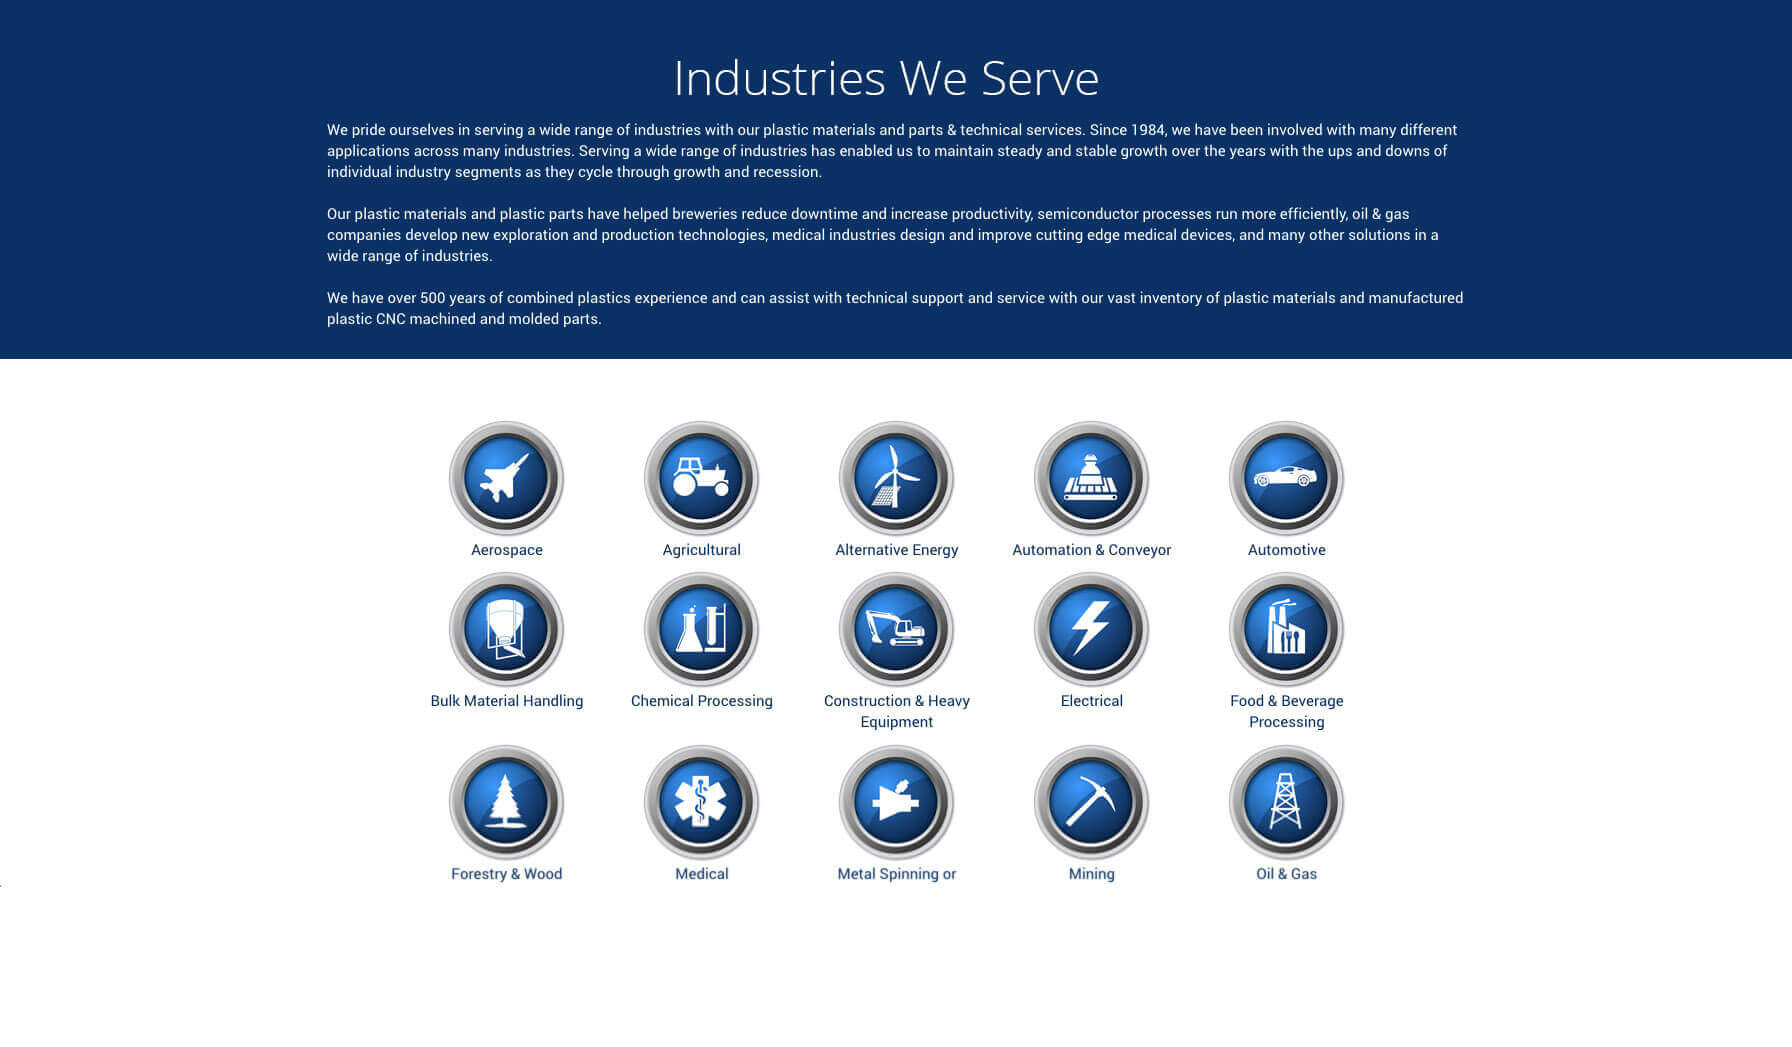 Industries We Serve
We pride ourselves in serving a wide range of industries with our plastic materials and parts & technical services. Since 1984, we have been involved with many different
applications across many industries. Serving a wide range of industries has enabled us to maintain steady and stable growth over the years with the ups and downs of
individual industry segments as they cycle through growth and recession.
Our plastic materials and plastic parts have helped breweries reduce downtime and increase productivity, semiconductor processes run more efficiently, oil & gas
companies develop new exploration and production technologies, medical industries design and improve cutting edge medical devices, and many other solutions in a
wide range of industries.
We have over 500 years of combined plastics experience and can assist with technical support and service with our vast inventory of plastic materials and manufactured
plastic CNC machined and molded parts.
Aerospace
Agricultural
Alternative Energy
Automation & Conveyor
Automotive
Bulk Material Handling
Chemical Processing
Construction & Heavy
Equipment
Electrical
Food & Beverage
Processing
Forestry & Wood
Medical
Metal Spinning or
Mining
Oil & Gas